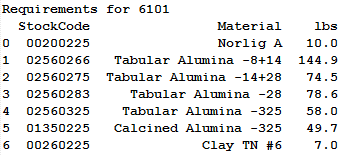 Requirements for 6101
StockCode Material lbs
0 00200225 Norlig A 10.0
1 02560266 Tabular Alumina -8+14 144.9
2 02560275 Tabular Alumina -14+28 74.5
3 02560283 Tabular Alumina -28 78.6
4 02560325 Tabular Alumina -325 58.0
5 01350225 Calcined Alumina -325 49.7
6 00260225 Clay TN #6 7.0